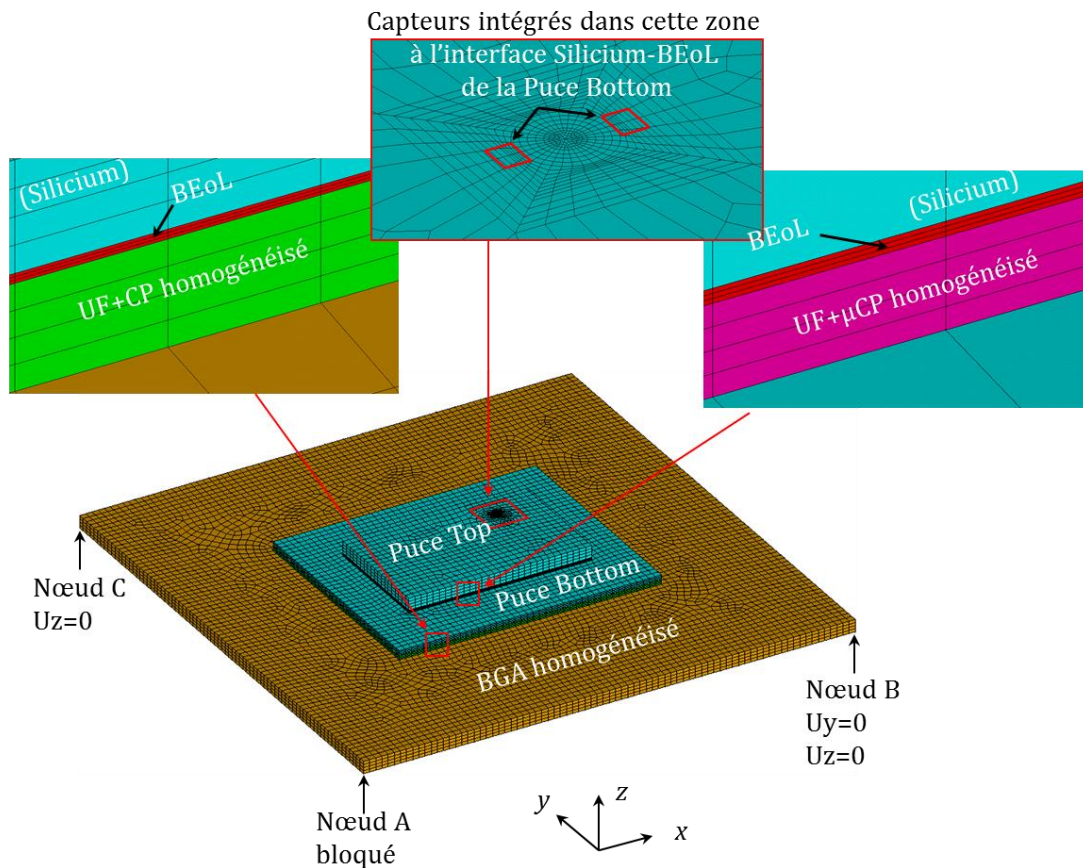 Capteurs intégrés dans cette zone
à l'interface Silicium-BEoL
de la Puce Bottom
(Silicium)
BEoL
UF+CP homogénéisé
(Silicium)
BEoL
UF+μCP homogénéisé
Puce Top
Puce Bottom
BGA homogénéisé
Nœud C
Uz=0
Nœud B
Uy=0
Uz=0
Nœud A
bloqué
y
z
x